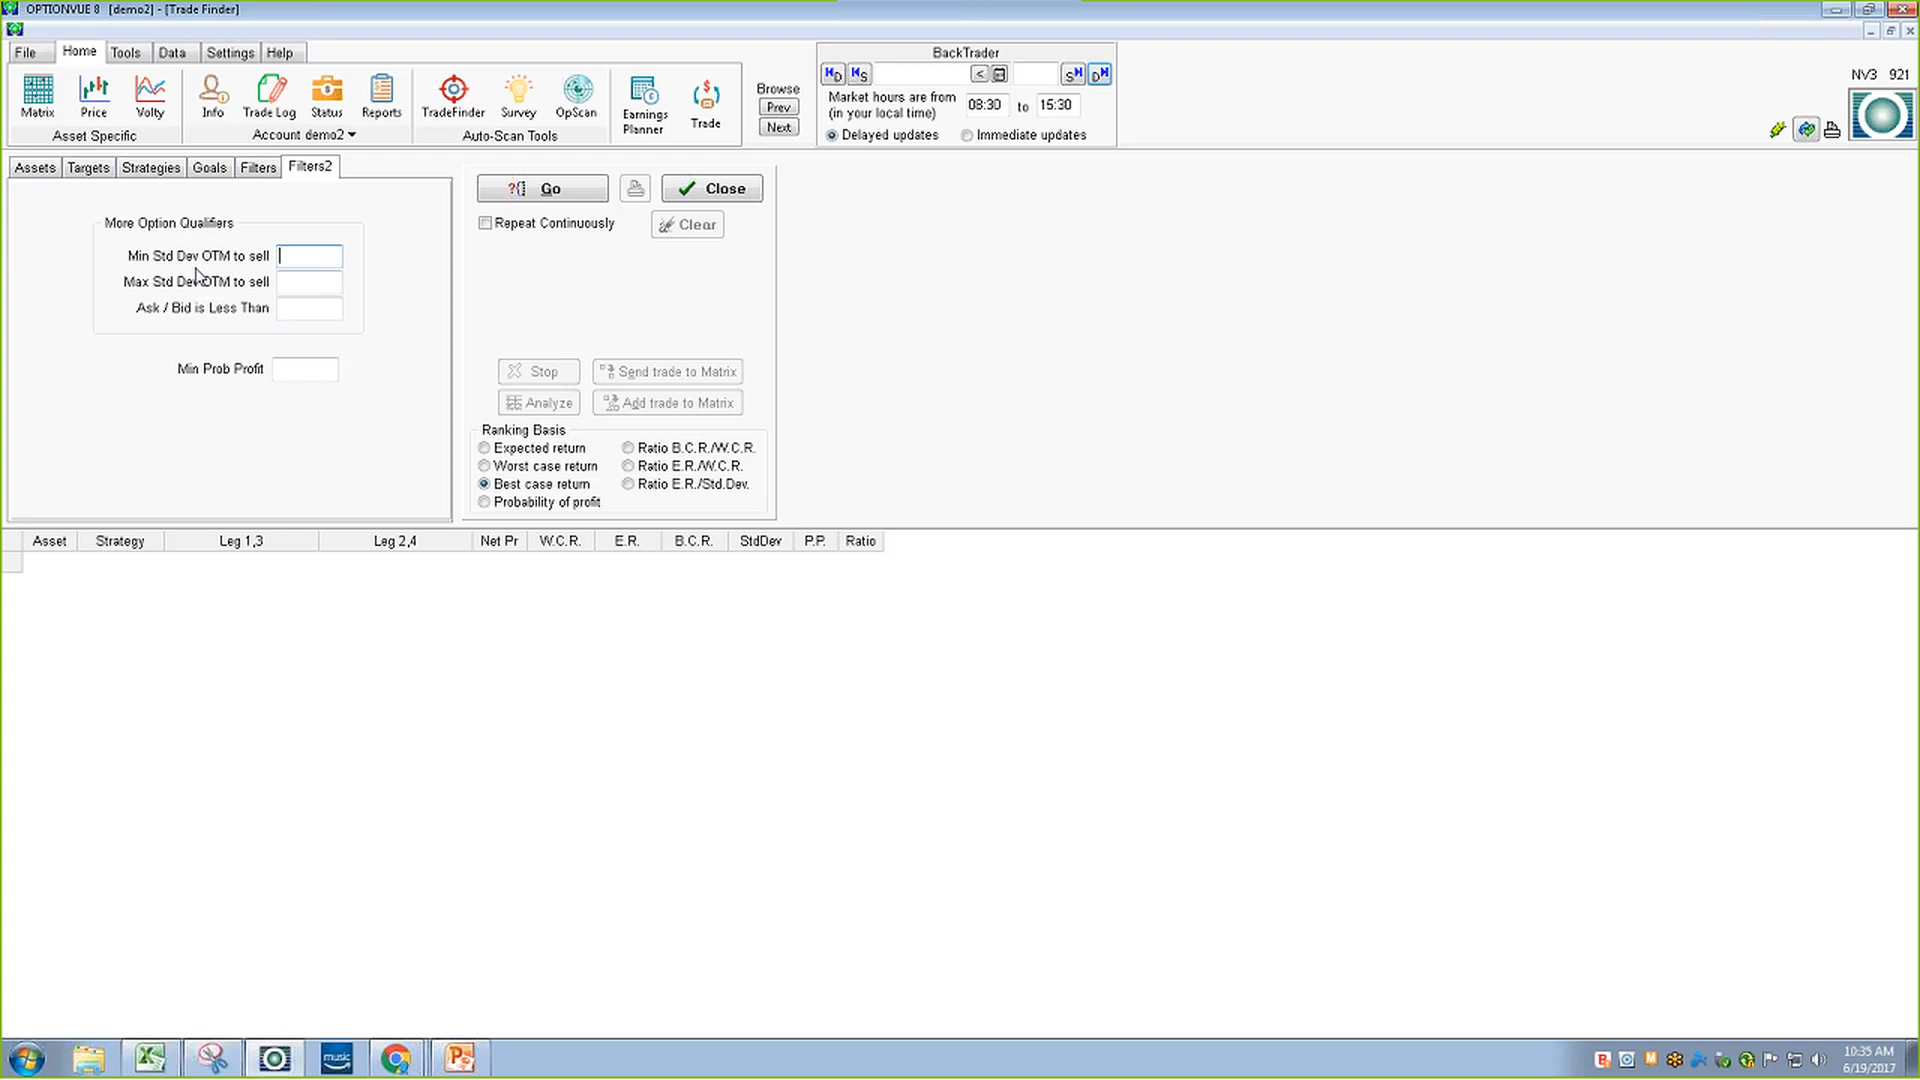 OPTIONVUE 8 [demo2] - [Trade Finder]
File Home Tools Data Settings Help
Matrix Price Volty
Asset Specific
Info Trade Log Status Reports
Account demo2
TradeFinder Survey OpScan
Auto-Scan Tools
Earnings Planner
Trade
Browse
Prev
Next
BackTrader
D S < S D
Market hours are from 08:30 to 15:30
(in your local time)
Delayed updates Immediate updates
NV3 921
Assets Targets Strategies Goals Filters Filters2
More Option Qualifiers
Min Std Dev OTM to sell
Max Std Dev OTM to sell
Ask / Bid is Less Than
Min Prob Profit
?{[ Go
Close
Repeat Continuously
Clear
Stop
Send trade to Matrix
Analyze
Add trade to Matrix
Ranking Basis
Expected return Ratio B.C.R./W.C.R.
Worst case return Ratio E.R./W.C.R.
Best case return Ratio E.R./Std.Dev.
Probability of profit
Asset Strategy Leg 1,3 Leg 2,4 Net Pr W.C.R. E.R. B.C.R. StdDev P.P. Ratio
music
10:35 AM
6/19/2017